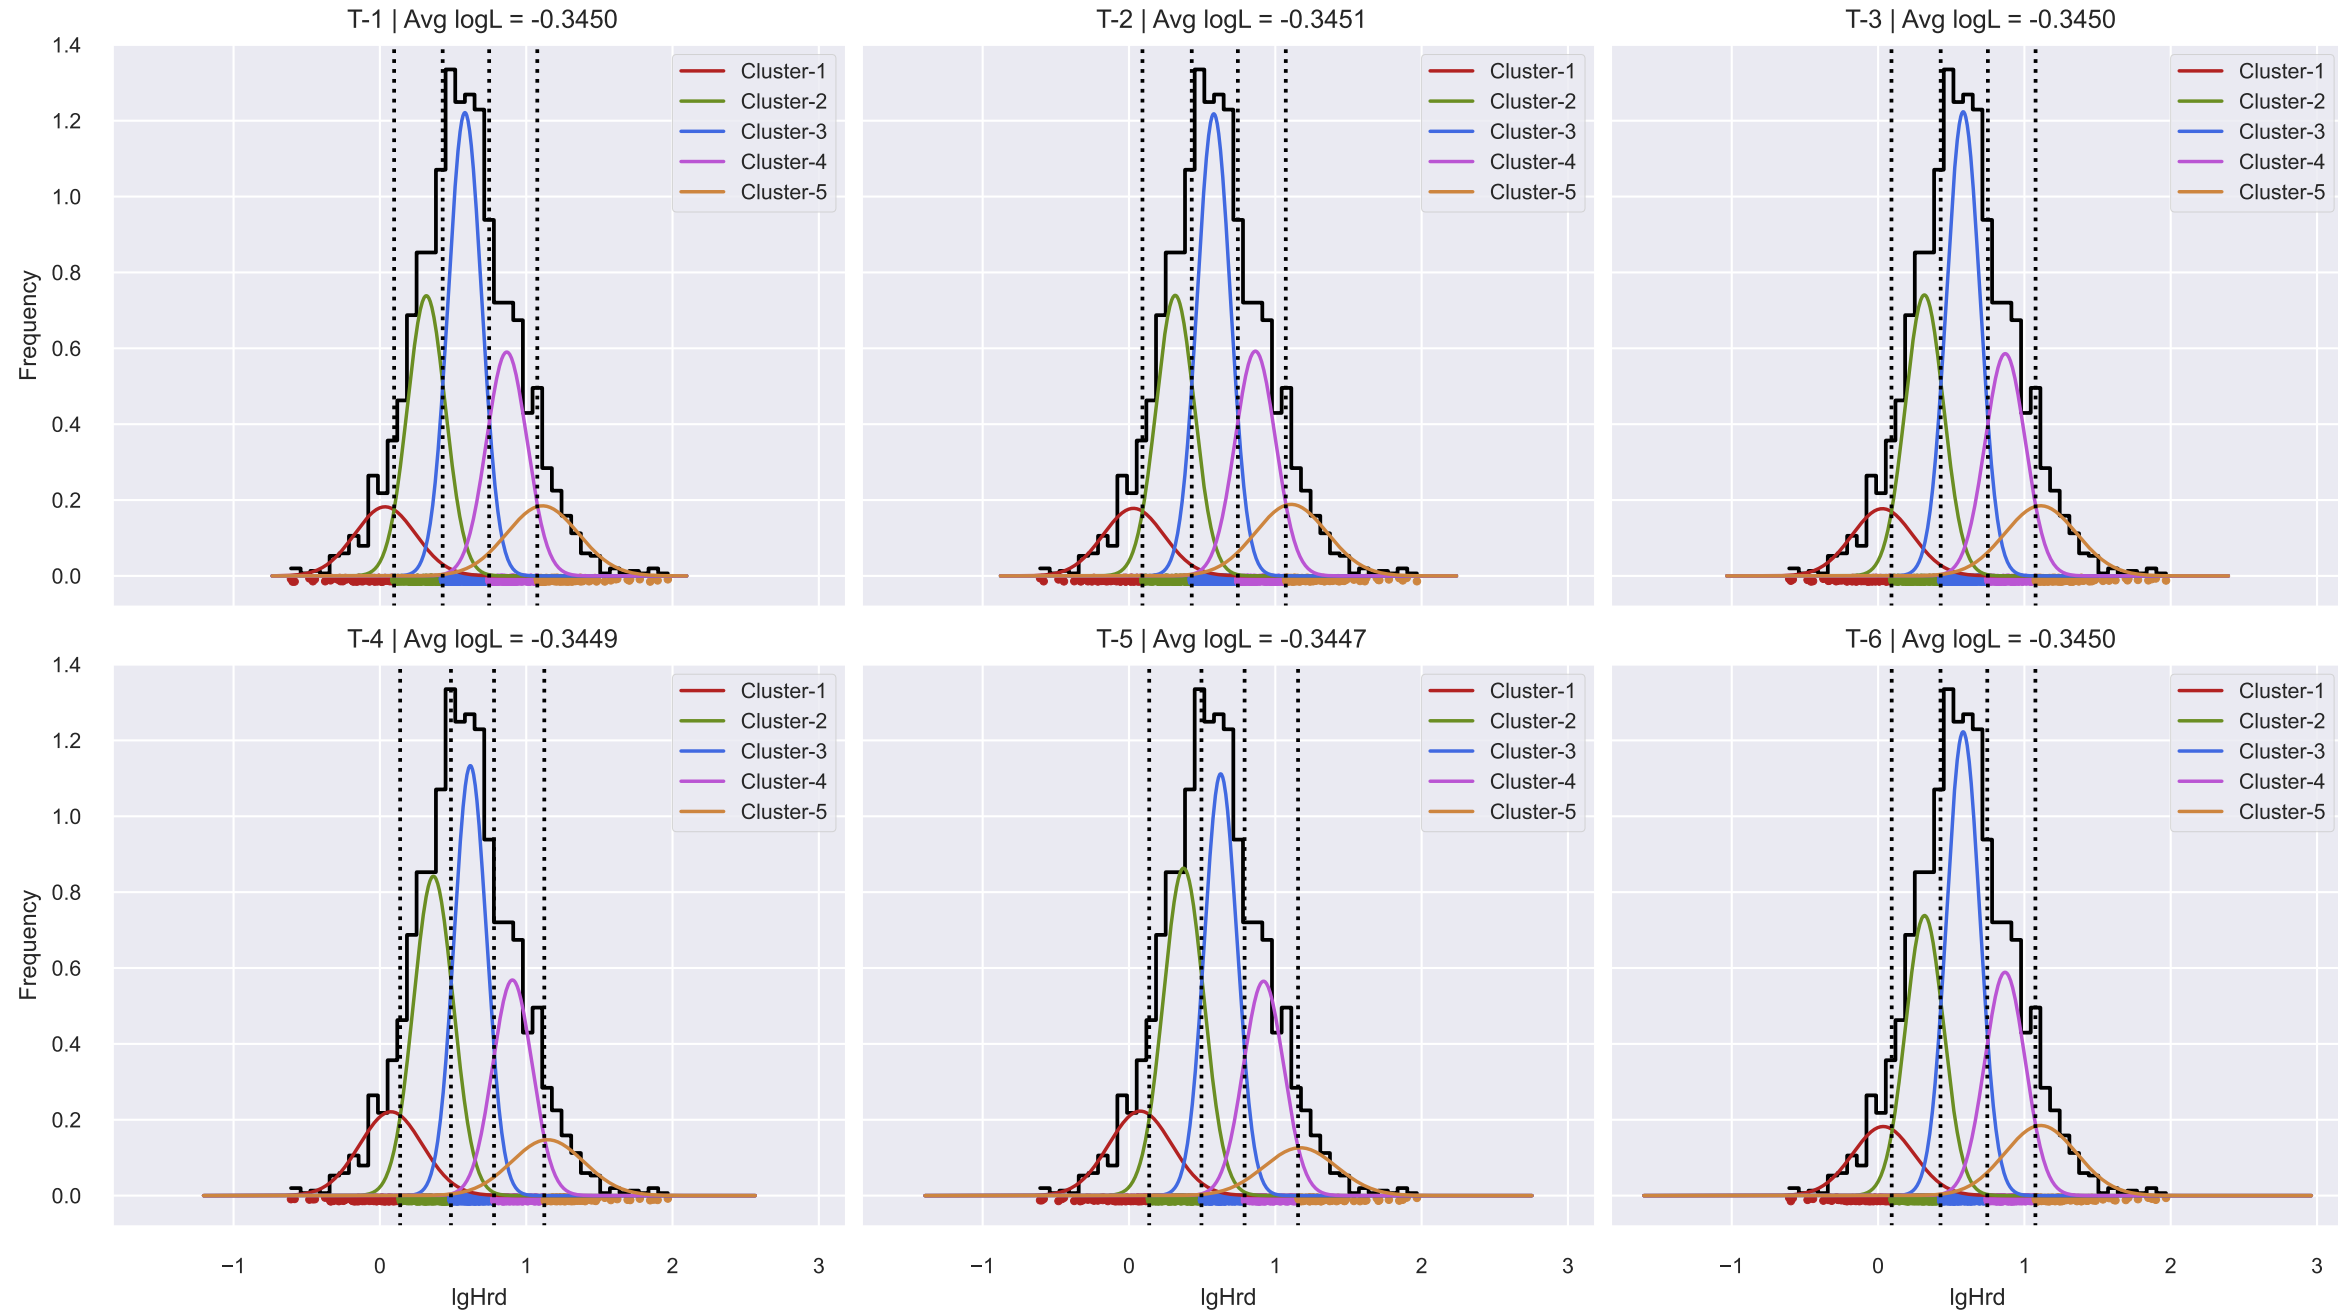 T-1 | Avg logL = -0.3450
T-2 | Avg logL = -0.3451
T-3 | Avg logL = -0.3450
1.4
1.2
1.0
0.8
0.6
0.4
0.2
0.0
Frequency
Cluster-1
Cluster-2
Cluster-3
Cluster-4
Cluster-5
Cluster-1
Cluster-2
Cluster-3
Cluster-4
Cluster-5
Cluster-1
Cluster-2
Cluster-3
Cluster-4
Cluster-5
T-4 | Avg logL = -0.3449
T-5 | Avg logL = -0.3447
T-6 | Avg logL = -0.3450
1.4
1.2
1.0
0.8
0.6
0.4
0.2
0.0
Frequency
Cluster-1
Cluster-2
Cluster-3
Cluster-4
Cluster-5
Cluster-1
Cluster-2
Cluster-3
Cluster-4
Cluster-5
Cluster-1
Cluster-2
Cluster-3
Cluster-4
Cluster-5
−1 0 1 2 3
−1 0 1 2 3
−1 0 1 2 3
lgHrd
lgHrd
lgHrd